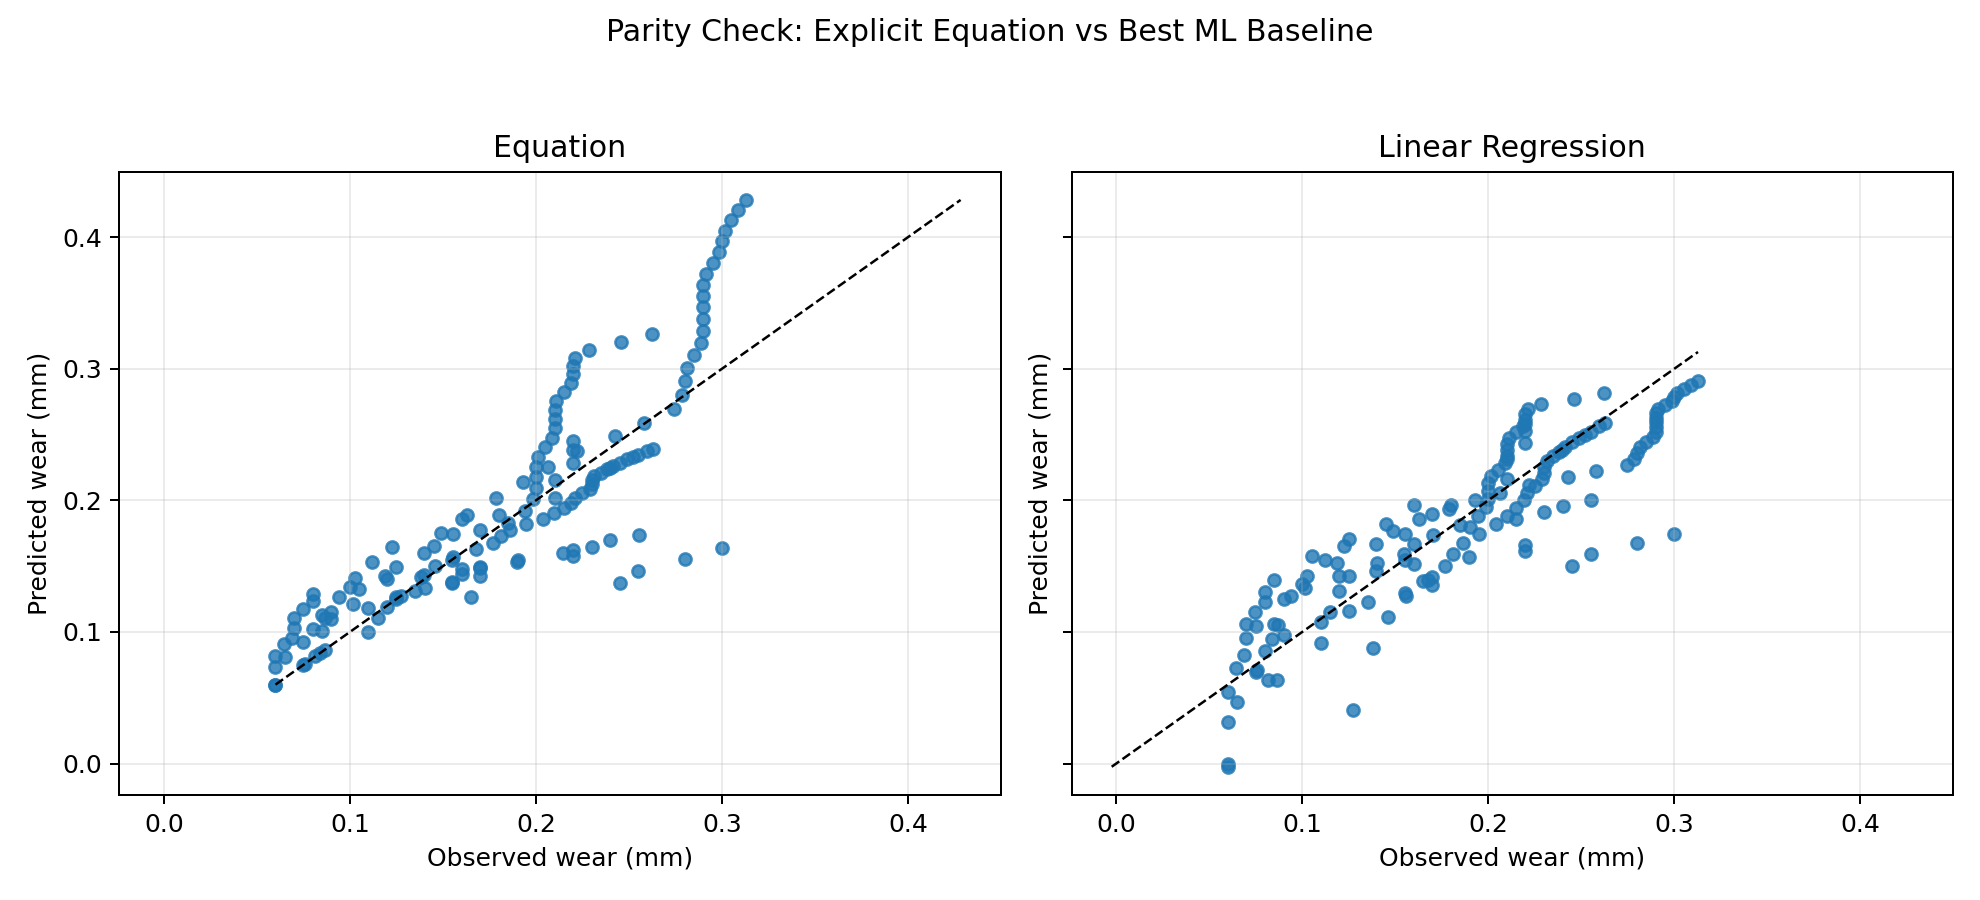 Parity Check: Explicit Equation vs Best ML Baseline
Equation
Linear Regression
Predicted wear (mm)
0.4
0.3
0.2
0.1
0.0
0.0 0.1 0.2 0.3 0.4
Observed wear (mm)
Predicted wear (mm)
0.0 0.1 0.2 0.3 0.4
Observed wear (mm)